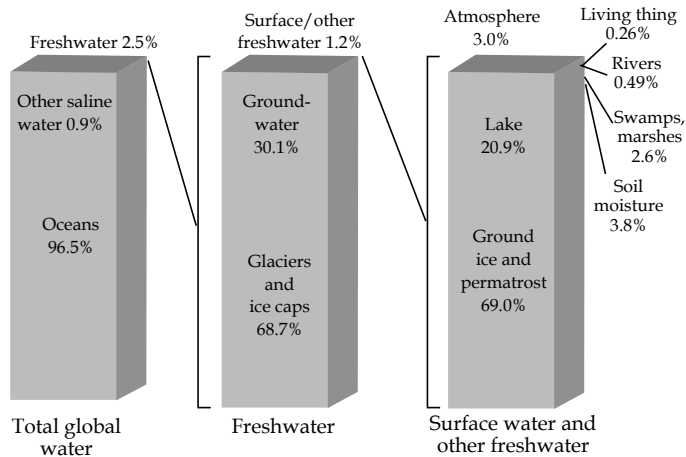 Freshwater 2.5%
Other saline
water 0.9%
Oceans
96.5%
Total global
water
Surface/other
freshwater 1.2%
Ground-
water
30.1%
Glaciers
and
ice caps
68.7%
Freshwater
Atmosphere
3.0%
Living thing
0.26%
Rivers
0.49%
Swamps,
marshes
2.6%
Soil
moisture
3.8%
Lake
20.9%
Ground
ice and
permatrost
69.0%
Surface water and
other freshwater